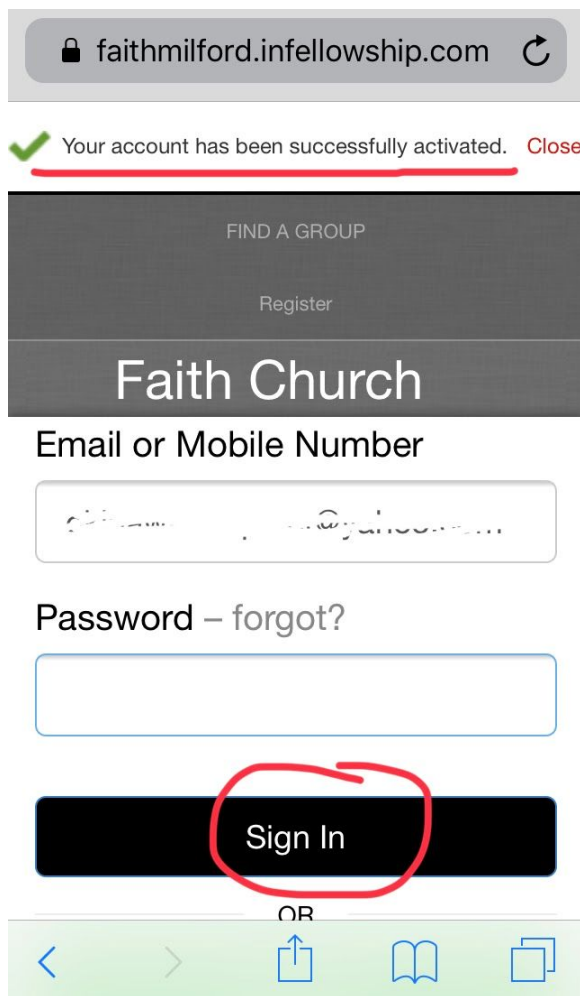 faithmilford.infellowship.com
Your account has been successfully activated. Close
FIND A GROUP
Register
Faith Church
Email or Mobile Number
Password – forgot?
Sign In
OR